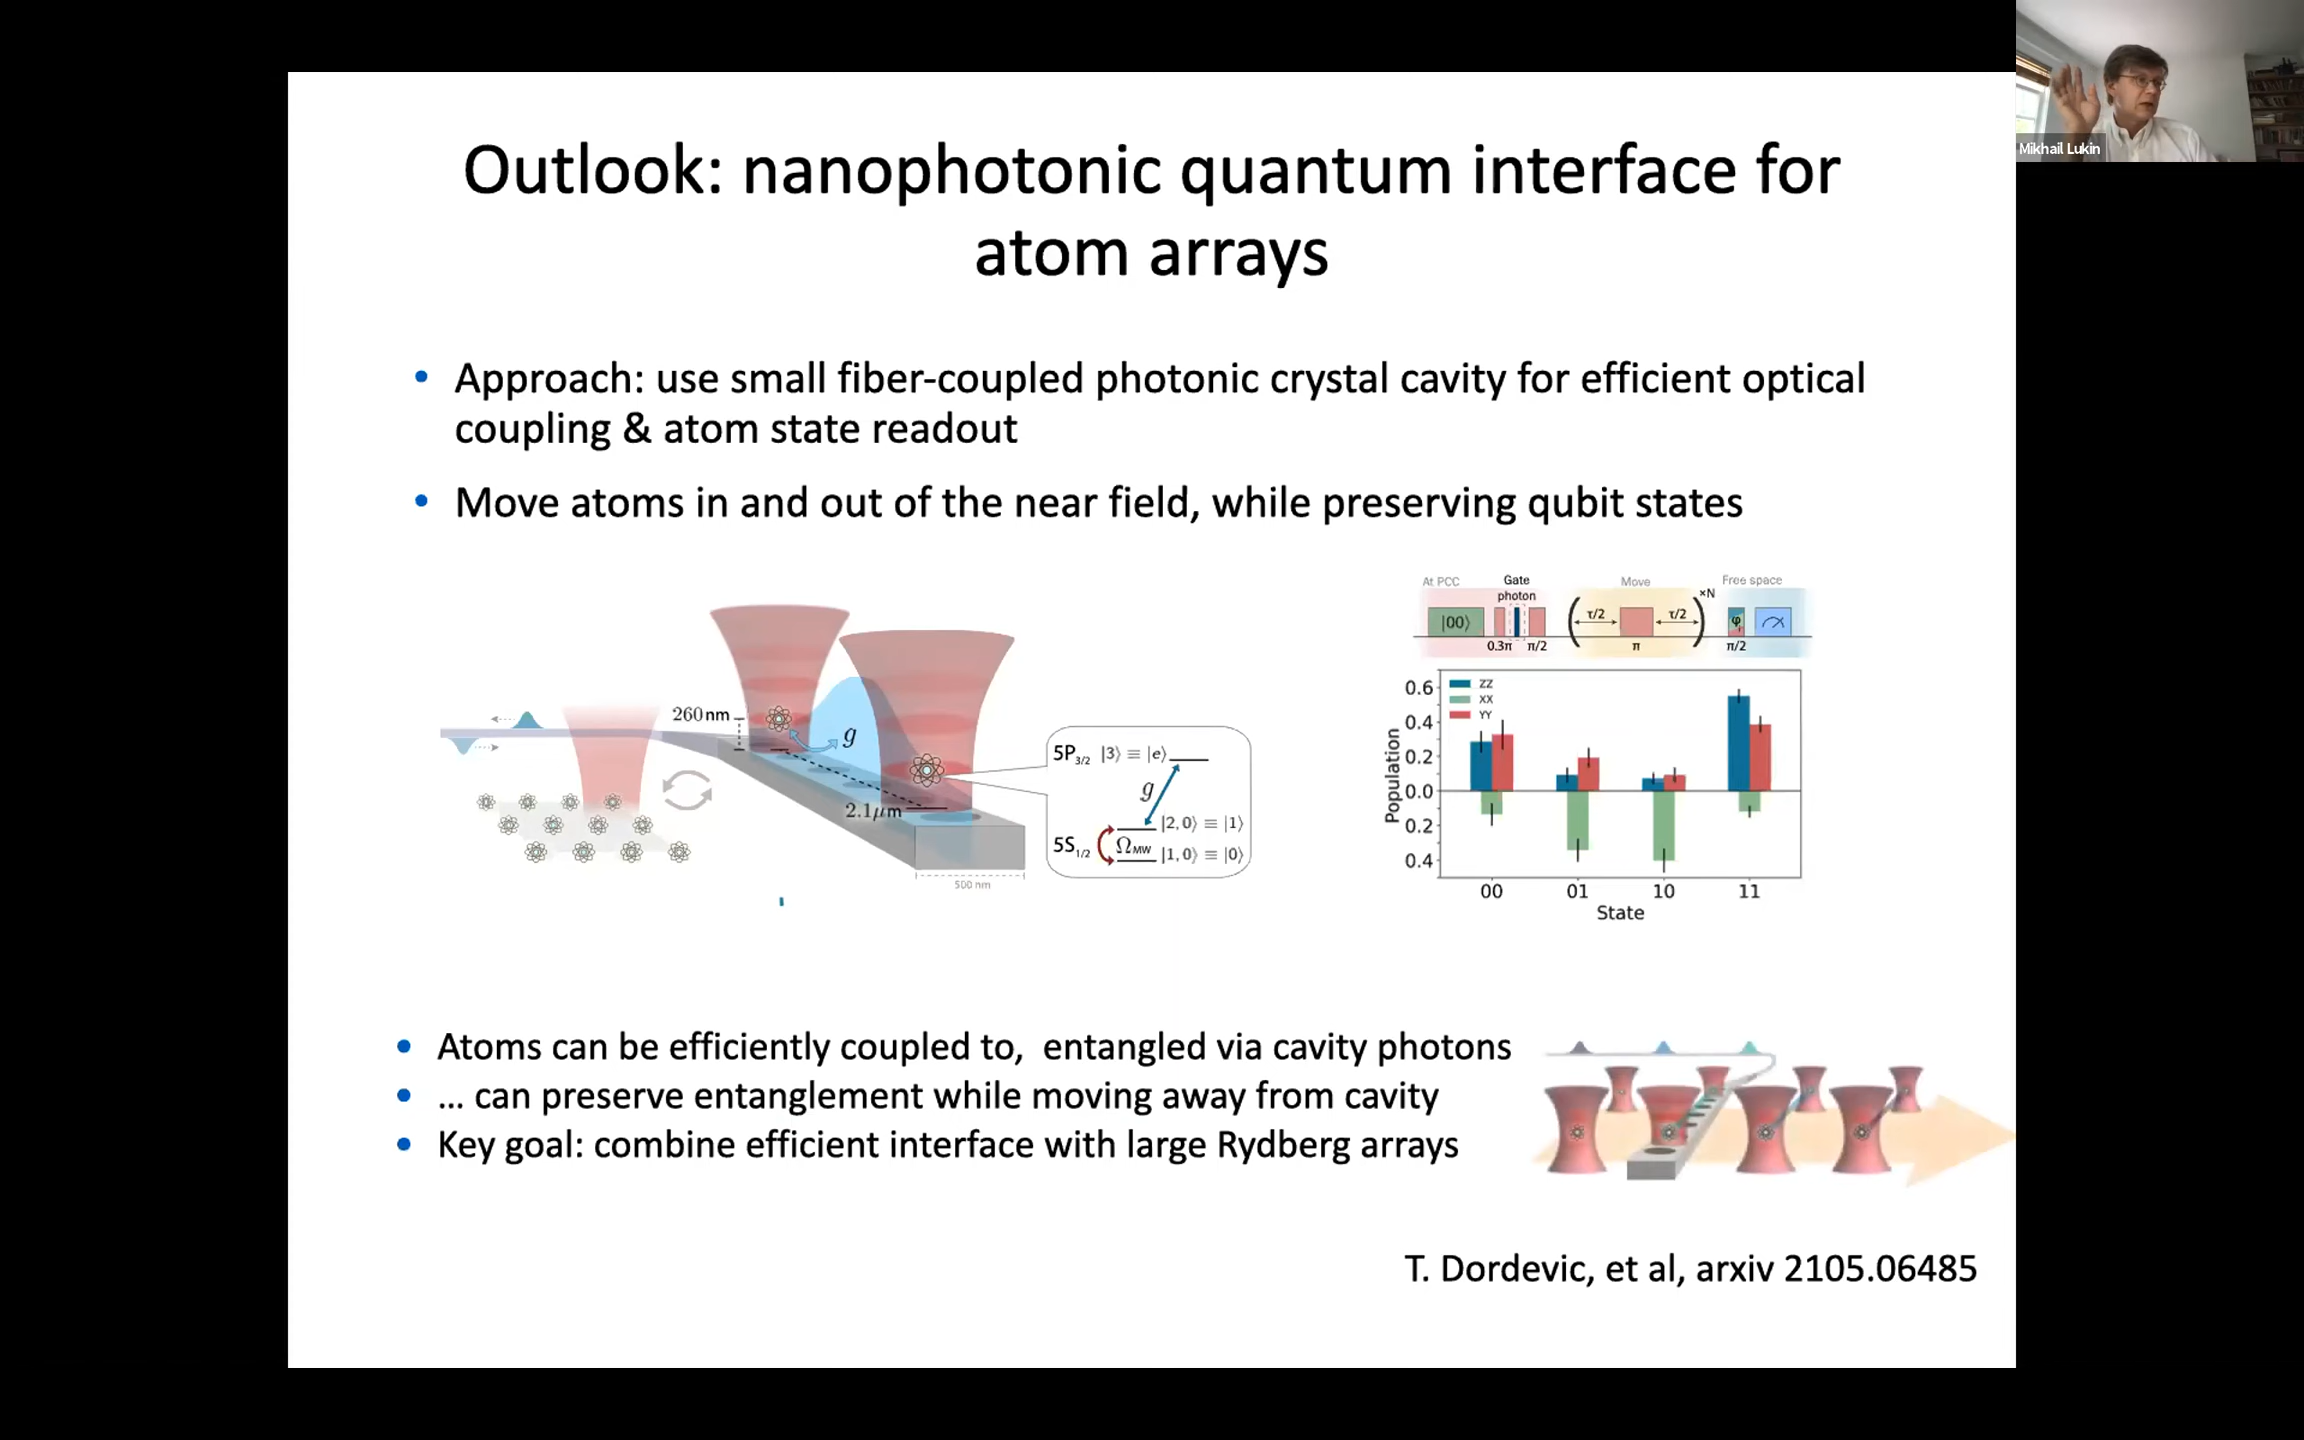 Mikhail Lukin
Outlook: nanophotonic quantum interface for
atom arrays
• Approach: use small fiber-coupled photonic crystal cavity for efficient optical
coupling & atom state readout
• Move atoms in and out of the near field, while preserving qubit states
260 nm
g
2.1μm
500 nm
5P3/2 |3⟩ ≡ |e⟩
g
|2,0⟩ ≡ |1⟩
5S1/2 ΩMW |1,0⟩ ≡ |0⟩
At PCC Gate photon Move Free space
|00⟩ τ/2 τ/2 ×N φ
0.3π π/2 π π/2
ZZ
XX
YY
Population
0.6
0.4
0.2
0.0
0.2
0.4
00 01 10 11
State
• Atoms can be efficiently coupled to, entangled via cavity photons
• ... can preserve entanglement while moving away from cavity
• Key goal: combine efficient interface with large Rydberg arrays
T. Dordevic, et al, arxiv 2105.06485